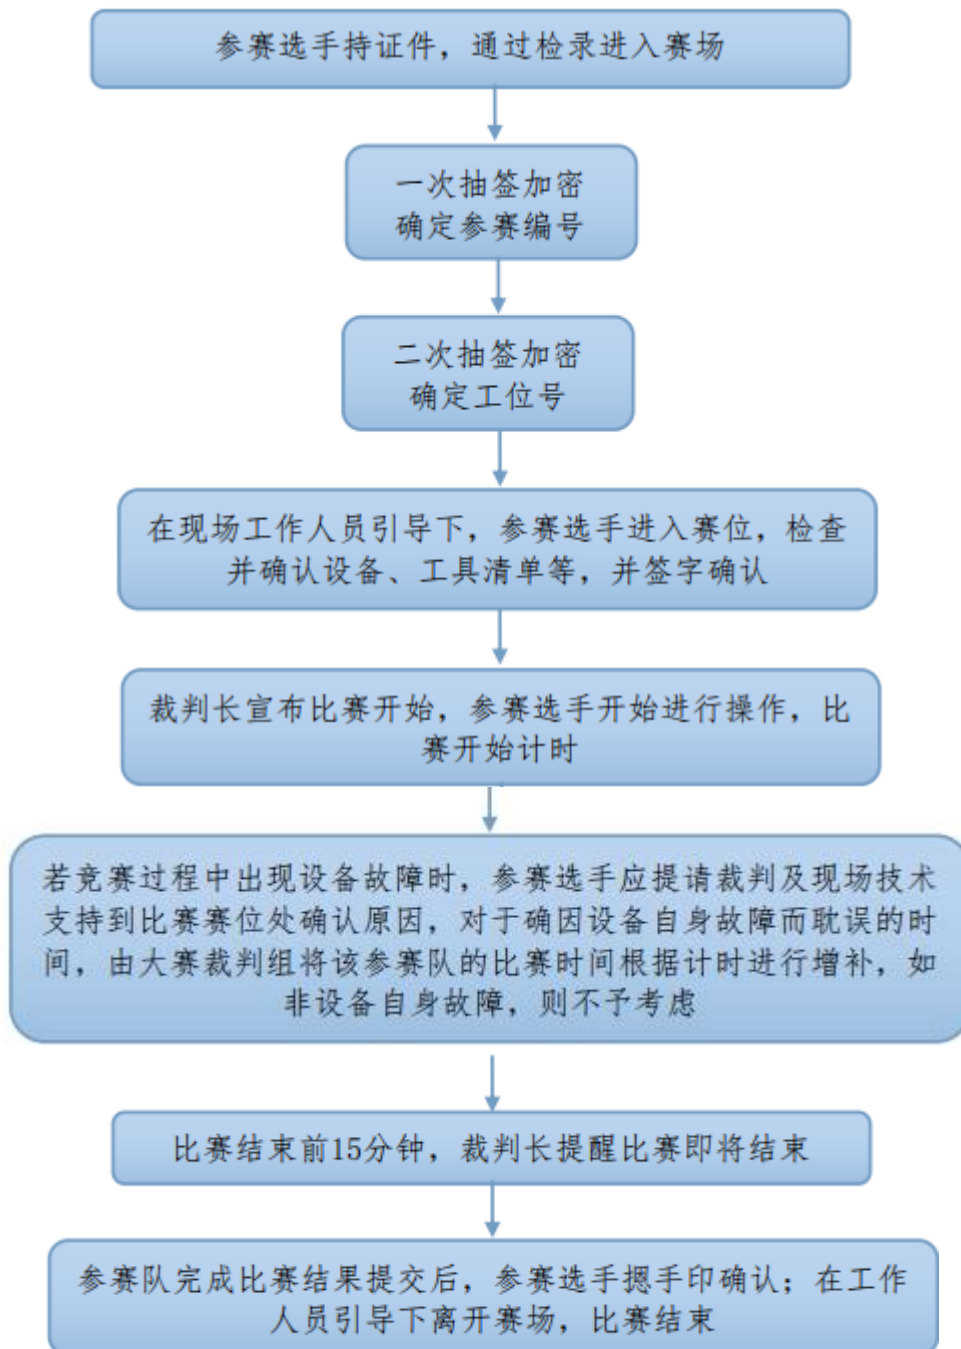 参赛选手持证件，通过检录进入赛场
一次抽签加密
确定参赛编号
二次抽签加密
确定工位号
在现场工作人员引导下，参赛选手进入赛位，检查
并确认设备、工具清单等，并签字确认
裁判长宣布比赛开始，参赛选手开始进行操作，比
赛开始计时
若竞赛过程中出现设备故障时，参赛选手应提请裁判及现场技术
支持到比赛赛位处确认原因，对于确因设备自身故障而耽误的时
间，由大赛裁判组将该参赛队的比赛时间根据计时进行增补，如
非设备自身故障，则不予考虑
比赛结束前15分钟，裁判长提醒比赛即将结束
参赛队完成比赛结果提交后，参赛选手摁手印确认；在工作
人员引导下离开赛场，比赛结束